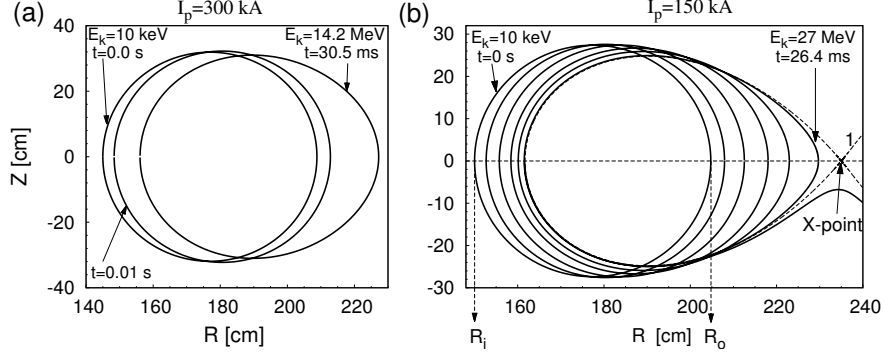 (a)
I_p=300 kA
E_k=10 keV
t=0.0 s
E_k=14.2 MeV
t=30.5 ms
t=0.01 s
Z [cm]
40
20
0
-20
-40
140
160
180
200
220
R [cm]
(b)
I_p=150 kA
E_k=10 keV
t=0 s
E_k=27 MeV
t=26.4 ms
1
X-point
30
20
10
0
-10
-20
-30
160
180
200
220
240
R_i
R [cm]
R_o